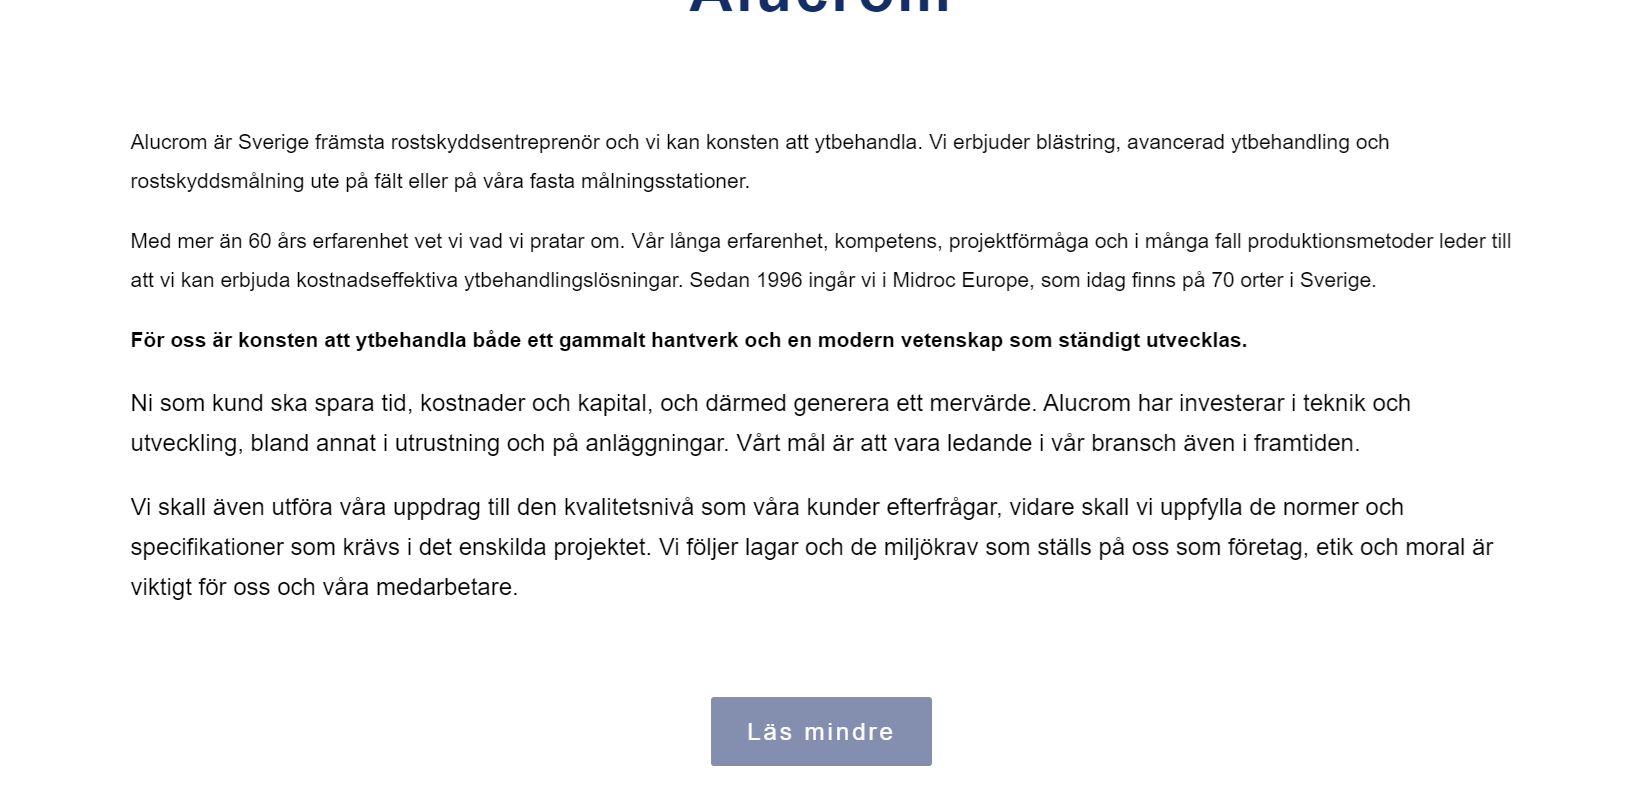 Alucrom
Alucrom är Sverige främsta rostskyddsentreprenör och vi kan konsten att ytbehandla. Vi erbjuder blästring, avancerad ytbehandling och
rostskyddsmålning ute på fält eller på våra fasta målningsstationer.
Med mer än 60 års erfarenhet vet vi vad vi pratar om. Vår långa erfarenhet, kompetens, projektförmåga och i många fall produktionsmetoder leder till
att vi kan erbjuda kostnadseffektiva ytbehandlingslösningar. Sedan 1996 ingår vi i Midroc Europe, som idag finns på 70 orter i Sverige.
För oss är konsten att ytbehandla både ett gammalt hantverk och en modern vetenskap som ständigt utvecklas.
Ni som kund ska spara tid, kostnader och kapital, och därmed generera ett mervärde. Alucrom har investerar i teknik och
utveckling, bland annat i utrustning och på anläggningar. Vårt mål är att vara ledande i vår bransch även i framtiden.
Vi skall även utföra våra uppdrag till den kvalitetsnivå som våra kunder efterfrågar, vidare skall vi uppfylla de normer och
specifikationer som krävs i det enskilda projektet. Vi följer lagar och de miljökrav som ställs på oss som företag, etik och moral är
viktigt för oss och våra medarbetare.
Läs mindre